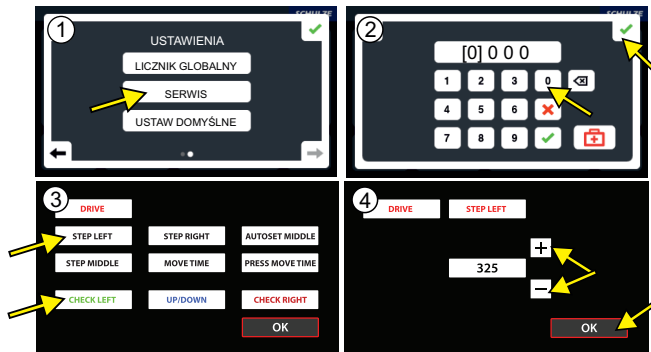 SCHULZE
1
USTAWIENIA
LICZNIK GLOBALNY
SERWIS
USTAW DOMYŚLNE
SCHULZE
2
[0] 0 0 0
1 2 3 0
4 5 6
7 8 9
3
DRIVE
STEP LEFT STEP RIGHT AUTOSET MIDDLE
STEP MIDDLE MOVE TIME PRESS MOVE TIME
CHECK LEFT UP/DOWN CHECK RIGHT
OK
4
DRIVE STEP LEFT
+
325
−
OK